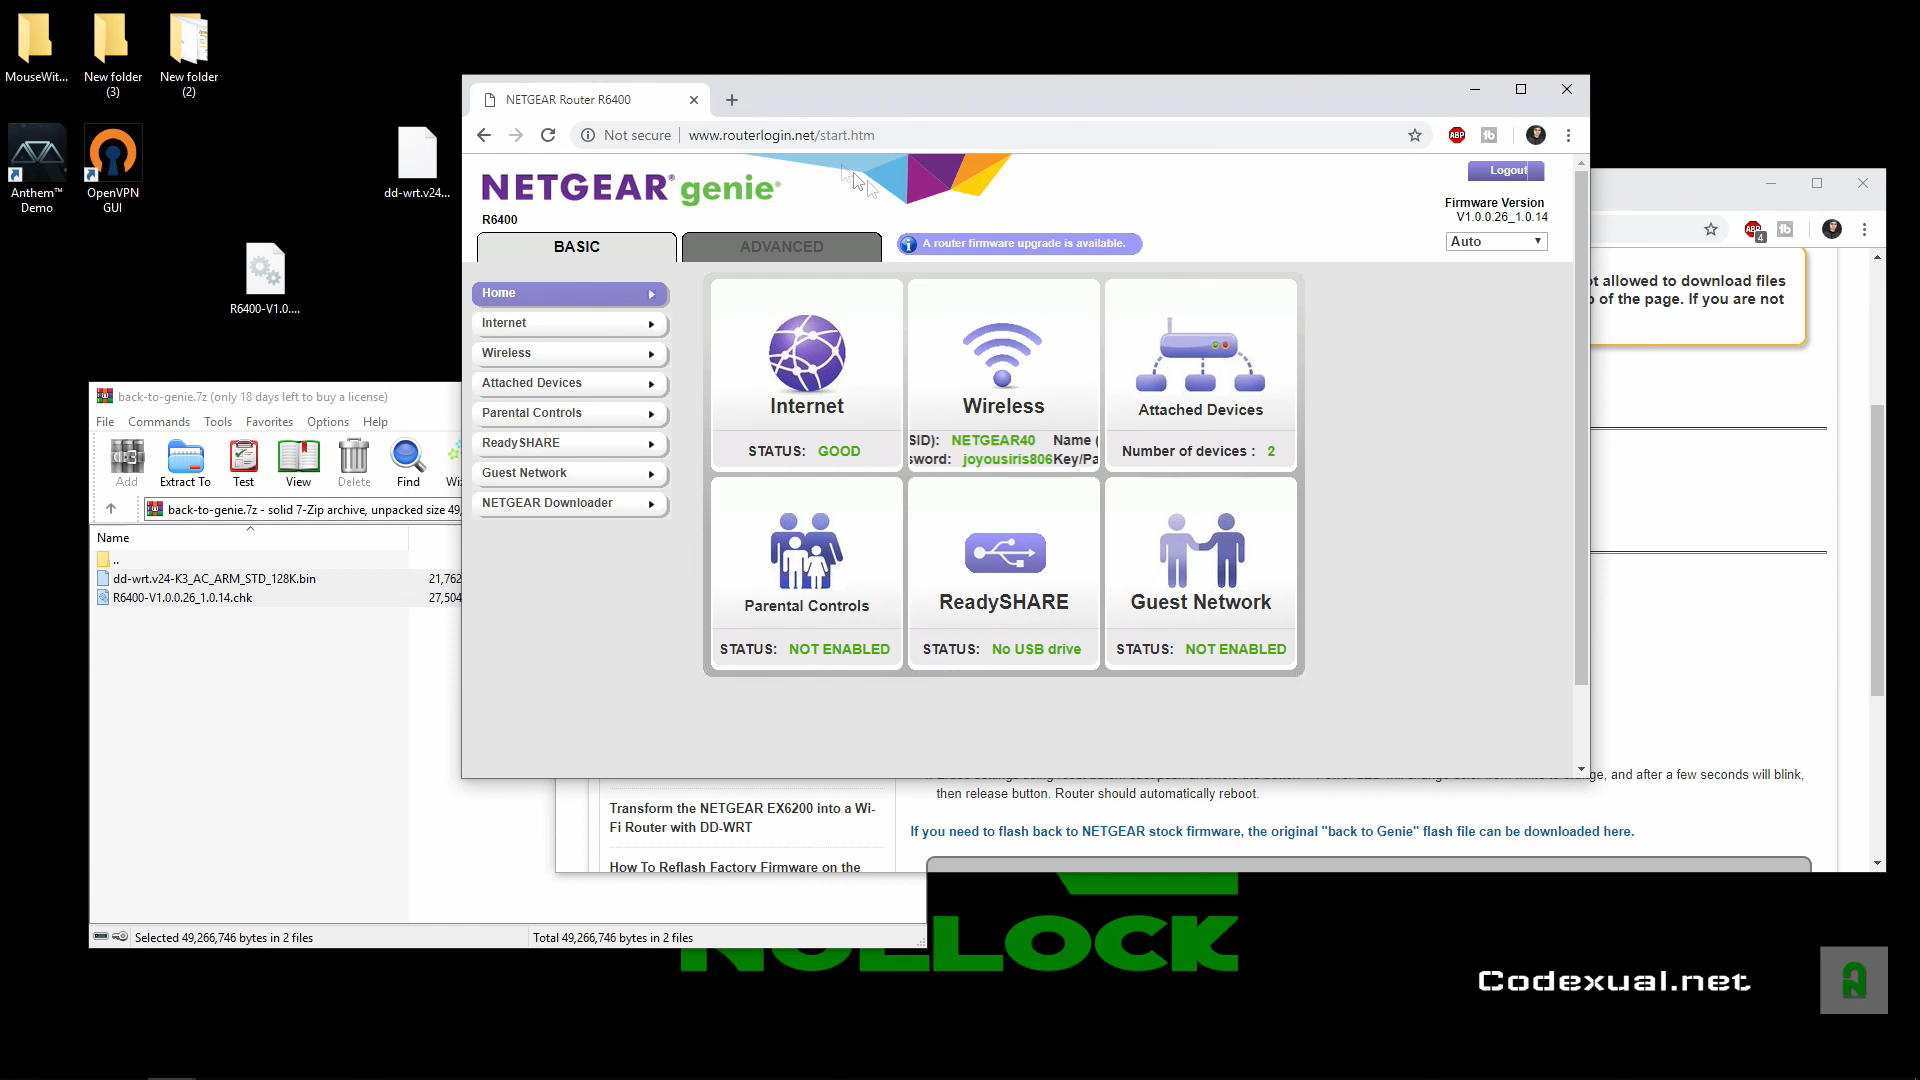 MouseWit...
New folder
(3)
New folder
(2)
Anthem™
Demo
OpenVPN
GUI
dd-wrt.v24...
R6400-V1.0....
NETGEAR Router R6400
Not secure
www.routerlogin.net/start.htm
ABP
NETGEAR® genie®
R6400
Logout
Firmware Version
V1.0.0.26_1.0.14
Auto
BASIC
ADVANCED
A router firmware upgrade is available.
Home
Internet
Wireless
Attached Devices
Parental Controls
ReadySHARE
Guest Network
NETGEAR Downloader
Internet
STATUS: GOOD
Wireless
SID): NETGEAR40 Name (
sword: joyousiris806Key/Pa
Attached Devices
Number of devices : 2
Parental Controls
STATUS: NOT ENABLED
ReadySHARE
STATUS: No USB drive
Guest Network
STATUS: NOT ENABLED
ABP
4
t allowed to download files
o of the page. If you are not
back-to-genie.7z (only 18 days left to buy a license)
File Commands Tools Favorites Options Help
Add Extract To Test View Delete Find Wiz
back-to-genie.7z - solid 7-Zip archive, unpacked size 49,
Name
..
dd-wrt.v24-K3_AC_ARM_STD_128K.bin 21,762
R6400-V1.0.0.26_1.0.14.chk 27,504
Selected 49,266,746 bytes in 2 files
Total 49,266,746 bytes in 2 files
ge, and after a few seconds will blink,
then release button. Router should automatically reboot.
Transform the NETGEAR EX6200 into a Wi-
Fi Router with DD-WRT
If you need to flash back to NETGEAR stock firmware, the original "back to Genie" flash file can be downloaded here.
How To Reflash Factory Firmware on the
LOCK
Codexual.net